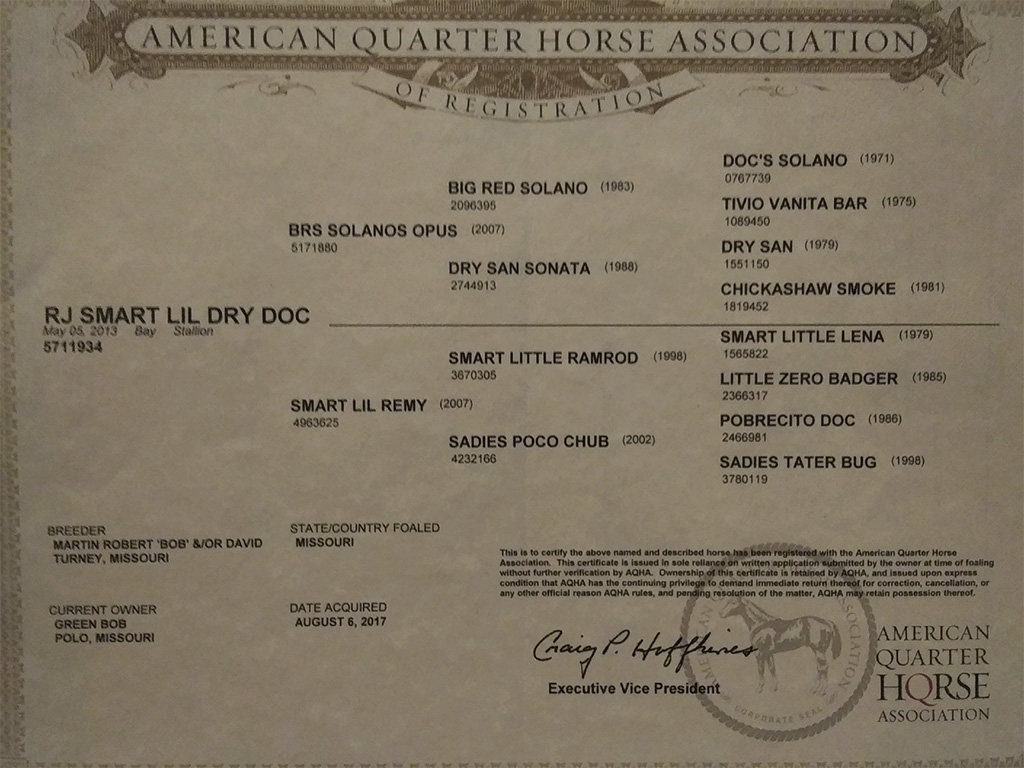 AMERICAN QUARTER HORSE ASSOCIATION
OF REGISTRATION
DOC'S SOLANO (1971)
0767739
BIG RED SOLANO (1983)
2096395
TIVIO VANITA BAR (1975)
1089450
BRS SOLANOS OPUS (2007)
5171880
DRY SAN (1979)
1551150
DRY SAN SONATA (1988)
2744913
CHICKASHAW SMOKE (1981)
1819452
RJ SMART LIL DRY DOC
May 05, 2013 Bay Stallion
5711934
SMART LITTLE LENA (1979)
1565822
SMART LITTLE RAMROD (1998)
3670305
LITTLE ZERO BADGER (1985)
2366317
SMART LIL REMY (2007)
4963625
POBRECITO DOC (1986)
2466981
SADIES POCO CHUB (2002)
4232166
SADIES TATER BUG (1998)
3780119
BREEDER
MARTIN ROBERT 'BOB' &/OR DAVID
TURNEY, MISSOURI
STATE/COUNTRY FOALED
MISSOURI
CURRENT OWNER
GREEN BOB
POLO, MISSOURI
DATE ACQUIRED
AUGUST 6, 2017
This is to certify the above named and described horse has been registered with the American Quarter Horse
Association. This certificate is issued in sole reliance on written application submitted by the owner at time of foaling
without further verification by AQHA. Ownership of this certificate is retained by AQHA, and issued upon express
condition that AQHA has the continuing privilege to demand immediate return thereof for correction, cancellation, or
any other official reason AQHA rules, and pending resolution of the matter, AQHA may retain possession thereof.
Craig P. Huffhines
Executive Vice President
CORPORATE SEAL
AMERICAN
QUARTER
HORSE
ASSOCIATION